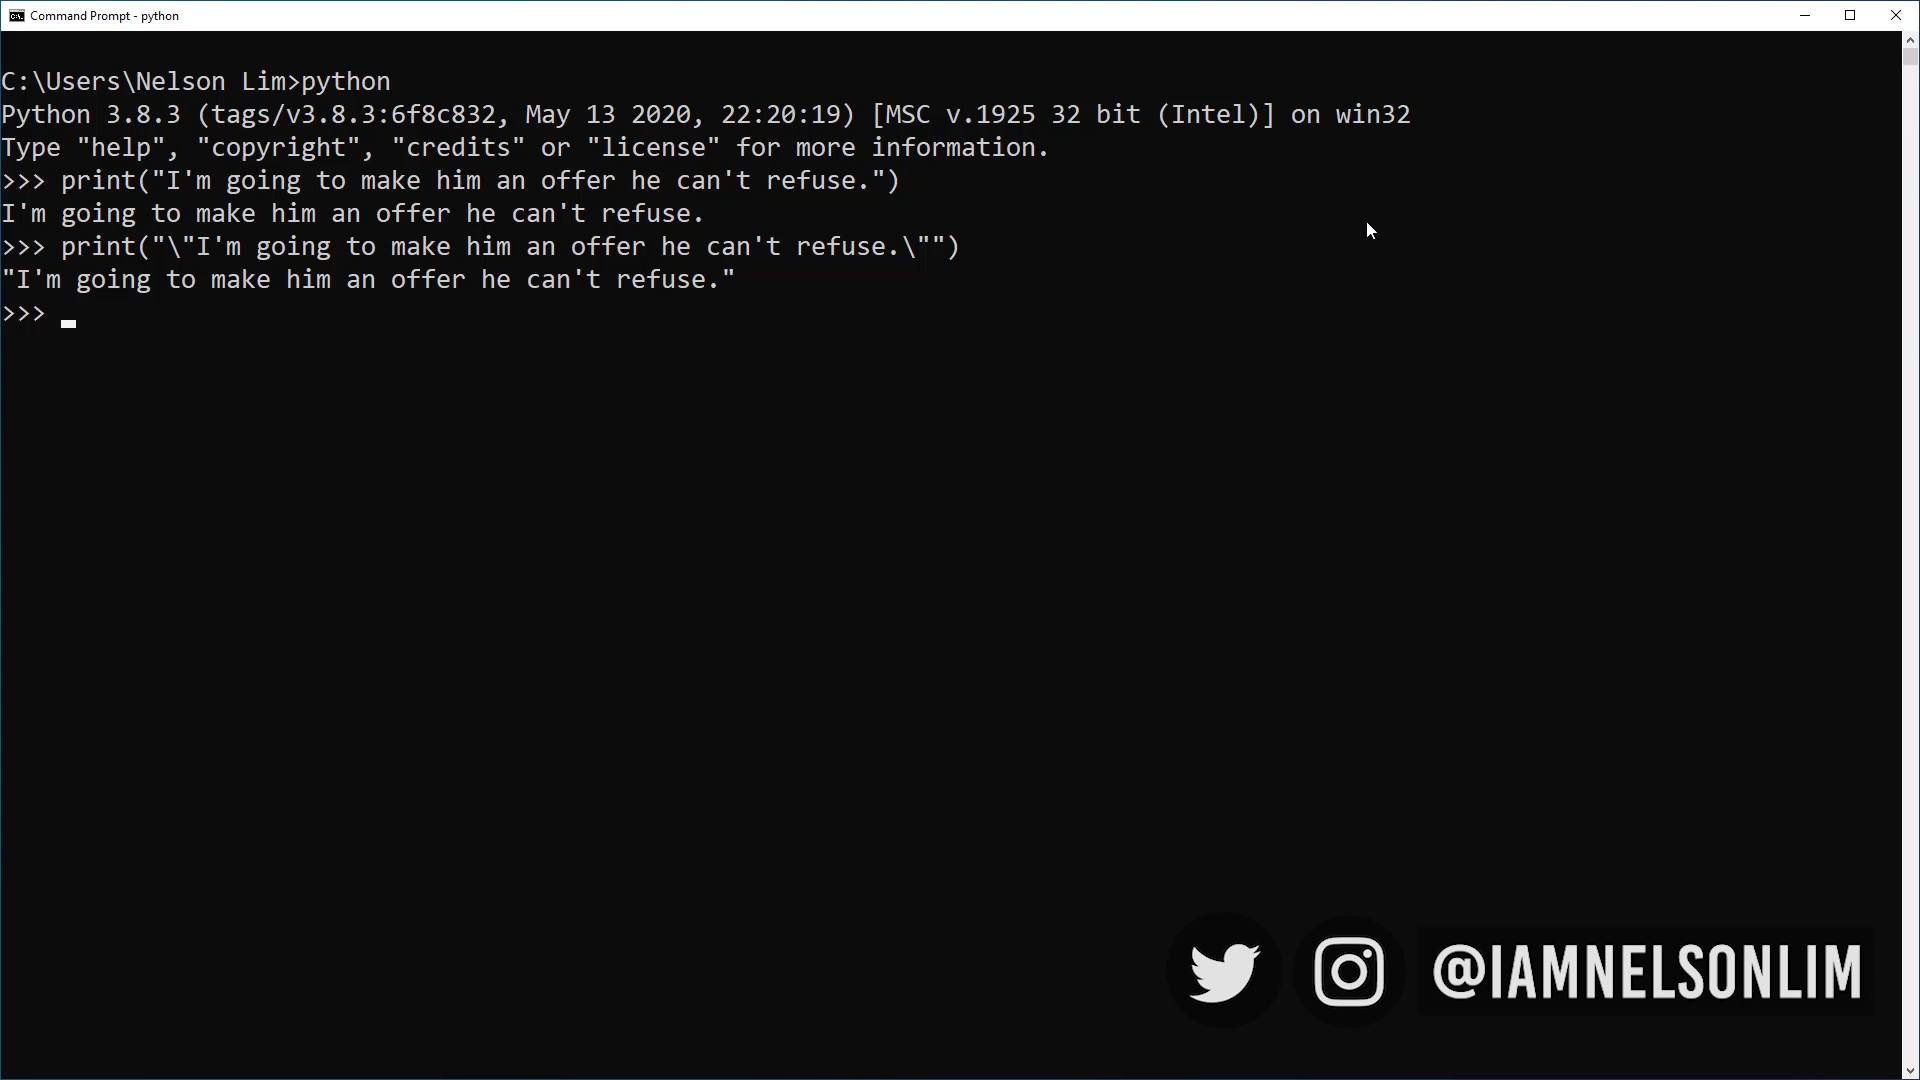 Command Prompt - python
C:\Users\Nelson Lim>python
Python 3.8.3 (tags/v3.8.3:6f8c832, May 13 2020, 22:20:19) [MSC v.1925 32 bit (Intel)] on win32
Type "help", "copyright", "credits" or "license" for more information.
>>> print("I'm going to make him an offer he can't refuse.")
I'm going to make him an offer he can't refuse.
>>> print("\"I'm going to make him an offer he can't refuse.\"")
"I'm going to make him an offer he can't refuse."
>>>
@IAMNELSONLIM